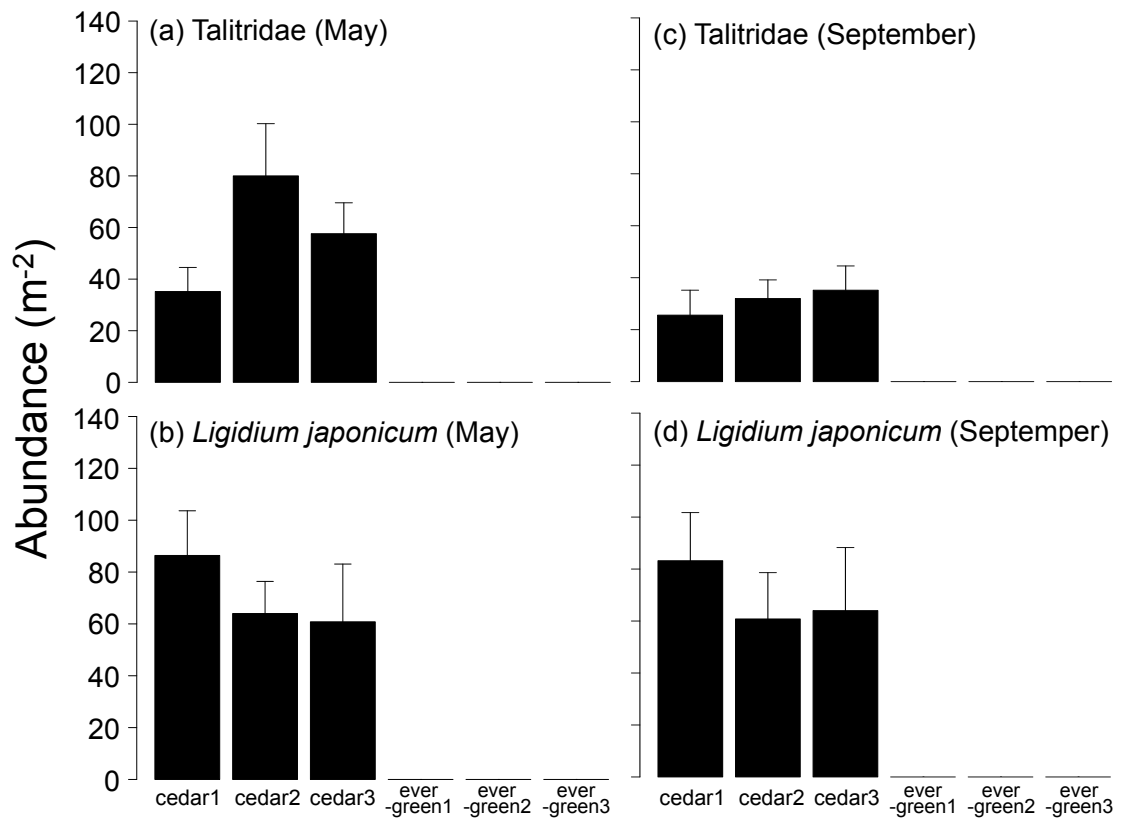 Abundance (m-2)
(a) Talitridae (May)
140
120
100
80
60
40
20
0
(c) Talitridae (September)
(b) Ligidium japonicum (May)
140
120
100
80
60
40
20
0
(d) Ligidium japonicum (Septemper)
cedar1 cedar2 cedar3 ever ever ever
-green1 -green2 -green3
cedar1 cedar2 cedar3 ever ever ever
-green1 -green2 -green3